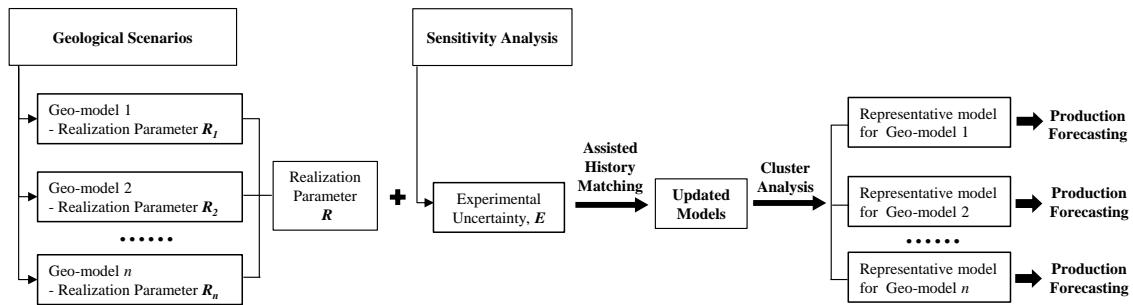 Geological Scenarios
Geo-model 1
- Realization Parameter R1
Geo-model 2
- Realization Parameter R2
......
Geo-model n
- Realization Parameter Rn
Realization
Parameter
R
+
Sensitivity Analysis
Experimental
Uncertainty, E
Assisted
History
Matching
Updated
Models
Cluster
Analysis
Representative model
for Geo-model 1
Production
Forecasting
Representative model
for Geo-model 2
Production
Forecasting
......
Representative model
for Geo-model n
Production
Forecasting